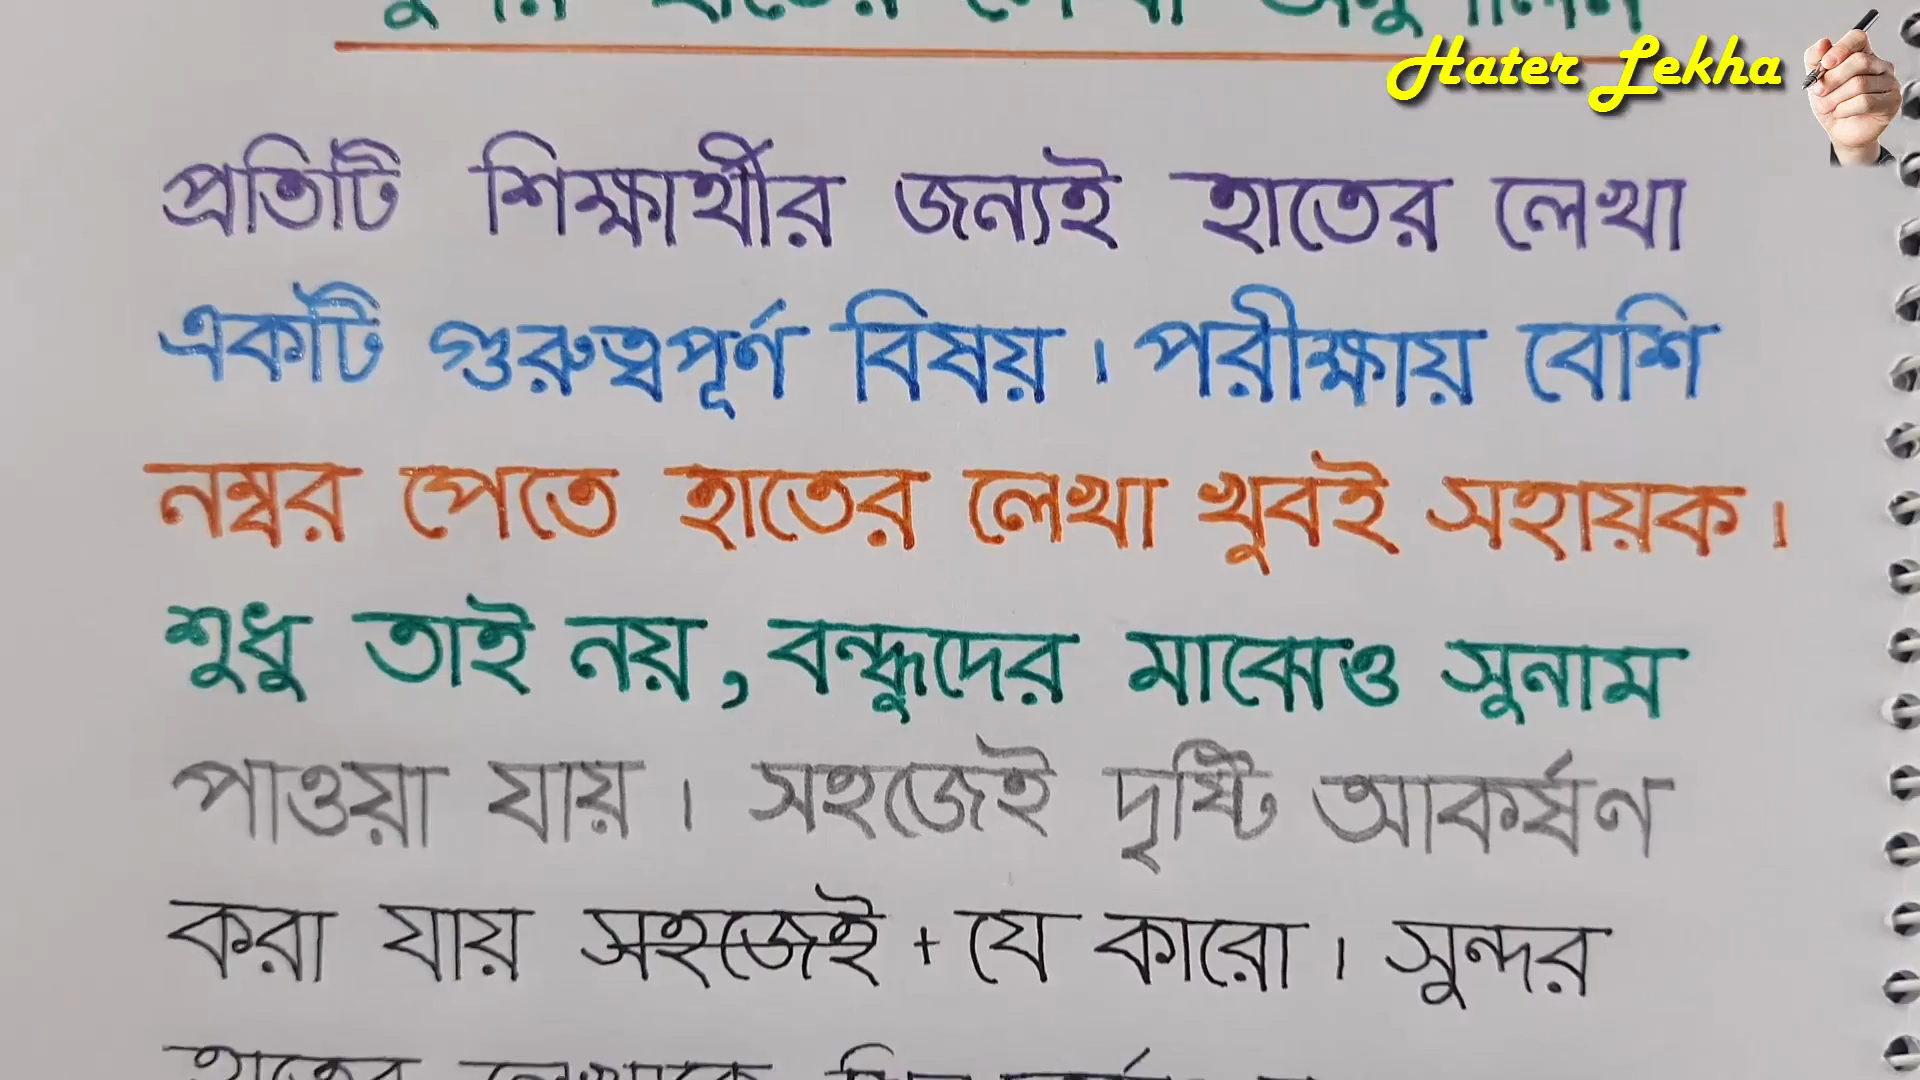 হাতের লেখা
Hater Lekha
প্রতিটি শিক্ষার্থীর জন্যই হাতের লেখা
একটি গুরুত্বপূর্ণ বিষয়। পরীক্ষায় বেশি
নম্বর পেতে হাতের লেখা খুবই সহায়ক।
শুধু তাই নয়, বন্ধুদের মাঝেও সুনাম
পাওয়া যায়। সহজেই দৃষ্টি আকর্ষণ
করা যায় সহজেই + যে কারো। সুন্দর